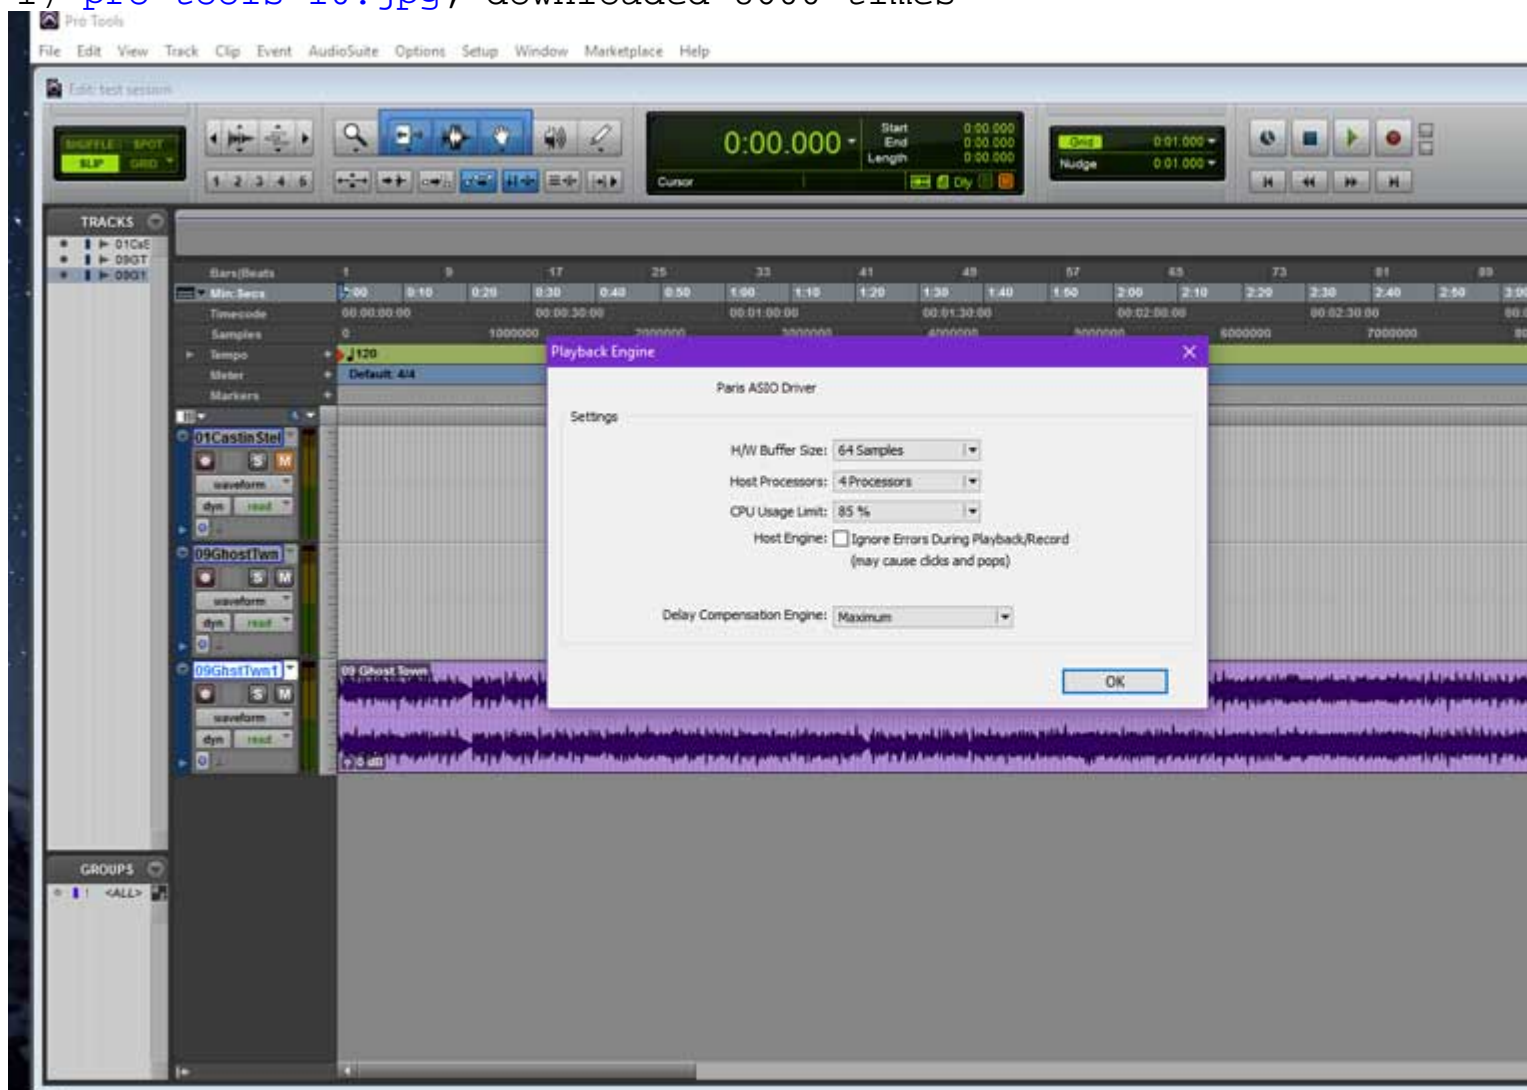 Pro Tools
File Edit View Track Clip Event AudioSuite Options Setup Window Marketplace Help
Edit: test session
SHUFFLE SPOT
SLIP GRID
1 2 3 4 5
0:00.000
Start 0:00.000
End 0:00.000
Length 0:00.000
Cursor
Dly
Grid 0:01.000
Nudge 0:01.000
TRACKS
09GT
Bars|Beats 1 9 17 25 33 41 49 57 65 73 81 89
Min:Secs 0:00 0:10 0:20 0:30 0:40 0:50 1:00 1:10 1:20 1:30 1:40 1:50 2:00 2:10 2:20 2:30 2:40 2:50
Timecode 00:00:00:00 00:00:30:00 00:01:00:00 00:01:30:00 00:02:00:00 00:02:30:00
Samples 0 1000000 2000000 3000000 4000000 5000000 6000000 7000000
Tempo 120
Meter Default: 4/4
Markers
Playback Engine
Paris ASIO Driver
Settings
H/W Buffer Size: 64 Samples
Host Processors: 4 Processors
CPU Usage Limit: 85 %
Host Engine: Ignore Errors During Playback/Record
(may cause clicks and pops)
Delay Compensation Engine: Maximum
OK
01CastinStel
S M
waveform
dyn read
09GhostTwn
S M
waveform
dyn read
09GhstTwn1
S M
waveform
dyn read
09 Ghost Town
0 dB
GROUPS
! <ALL>